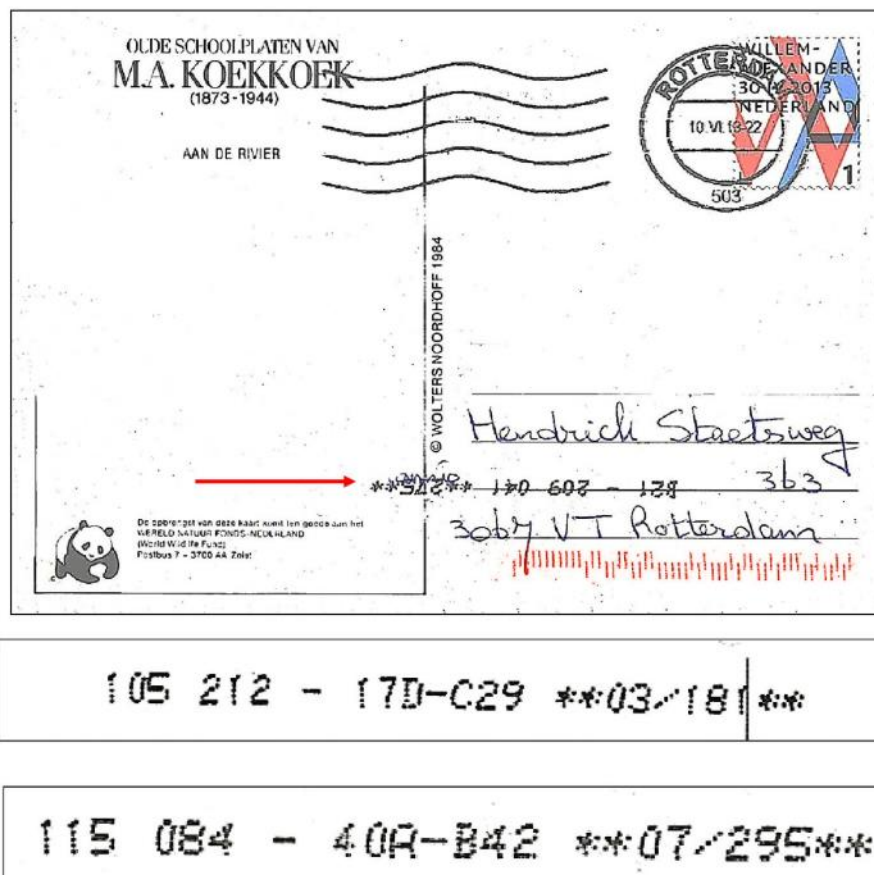 OUDE SCHOOLPLATEN VAN
M.A. KOEKKOEK
(1873-1944)
AAN DE RIVIER
WILLEM-
ALEXANDER
30-IV-2013
NEDERLAND
1
ROTTERDAM
10.VI.13-22
503
© WOLTERS NOORDHOFF 1984
Hendrick Staetsweg
363
3067 VT Rotterdam
De opbrengst van deze kaart komt ten goede aan het
WERELD NATUUR FONDS-NEDERLAND
(World Wild life Fund)
Postbus 7 - 3700 AA Zeist
105 212 - 17D-C29 **03/181**
115 084 - 40A-B42 **07/295**